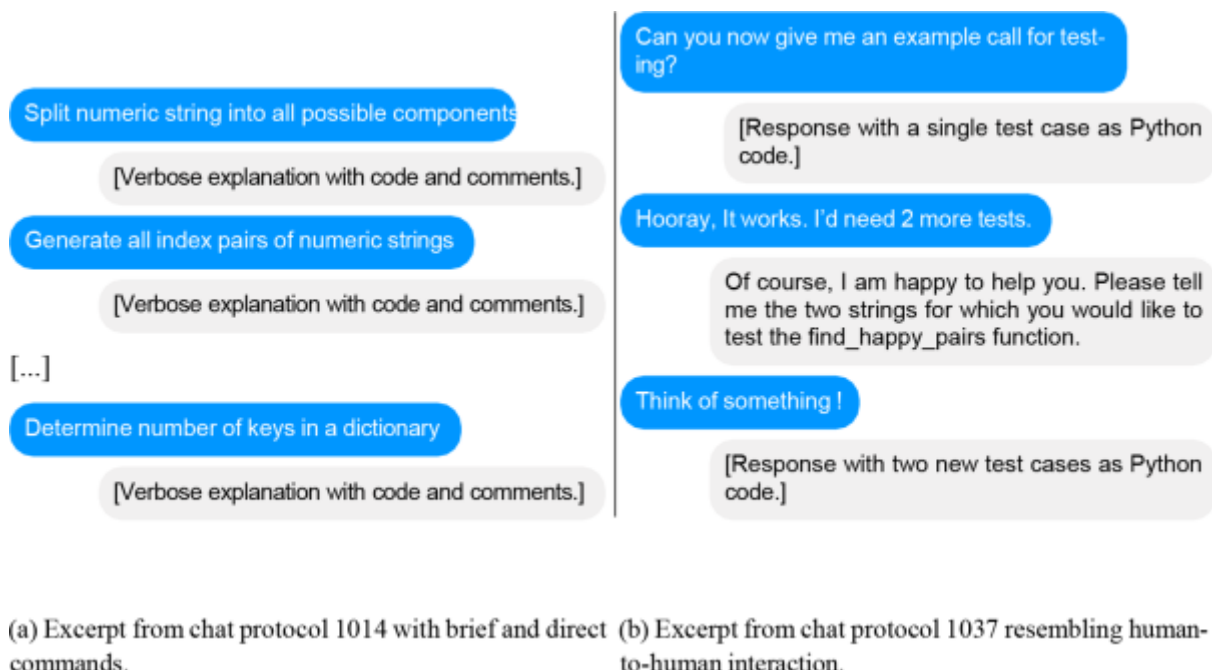 Split numeric string into all possible components
[Verbose explanation with code and comments.]
Generate all index pairs of numeric strings
[Verbose explanation with code and comments.]
[...]
Determine number of keys in a dictionary
[Verbose explanation with code and comments.]
(a) Excerpt from chat protocol 1014 with brief and direct
commands.
Can you now give me an example call for test-
ing?
[Response with a single test case as Python
code.]
Hooray, It works. I'd need 2 more tests.
Of course, I am happy to help you. Please tell
me the two strings for which you would like to
test the find_happy_pairs function.
Think of something !
[Response with two new test cases as Python
code.]
(b) Excerpt from chat protocol 1037 resembling human-
to-human interaction.